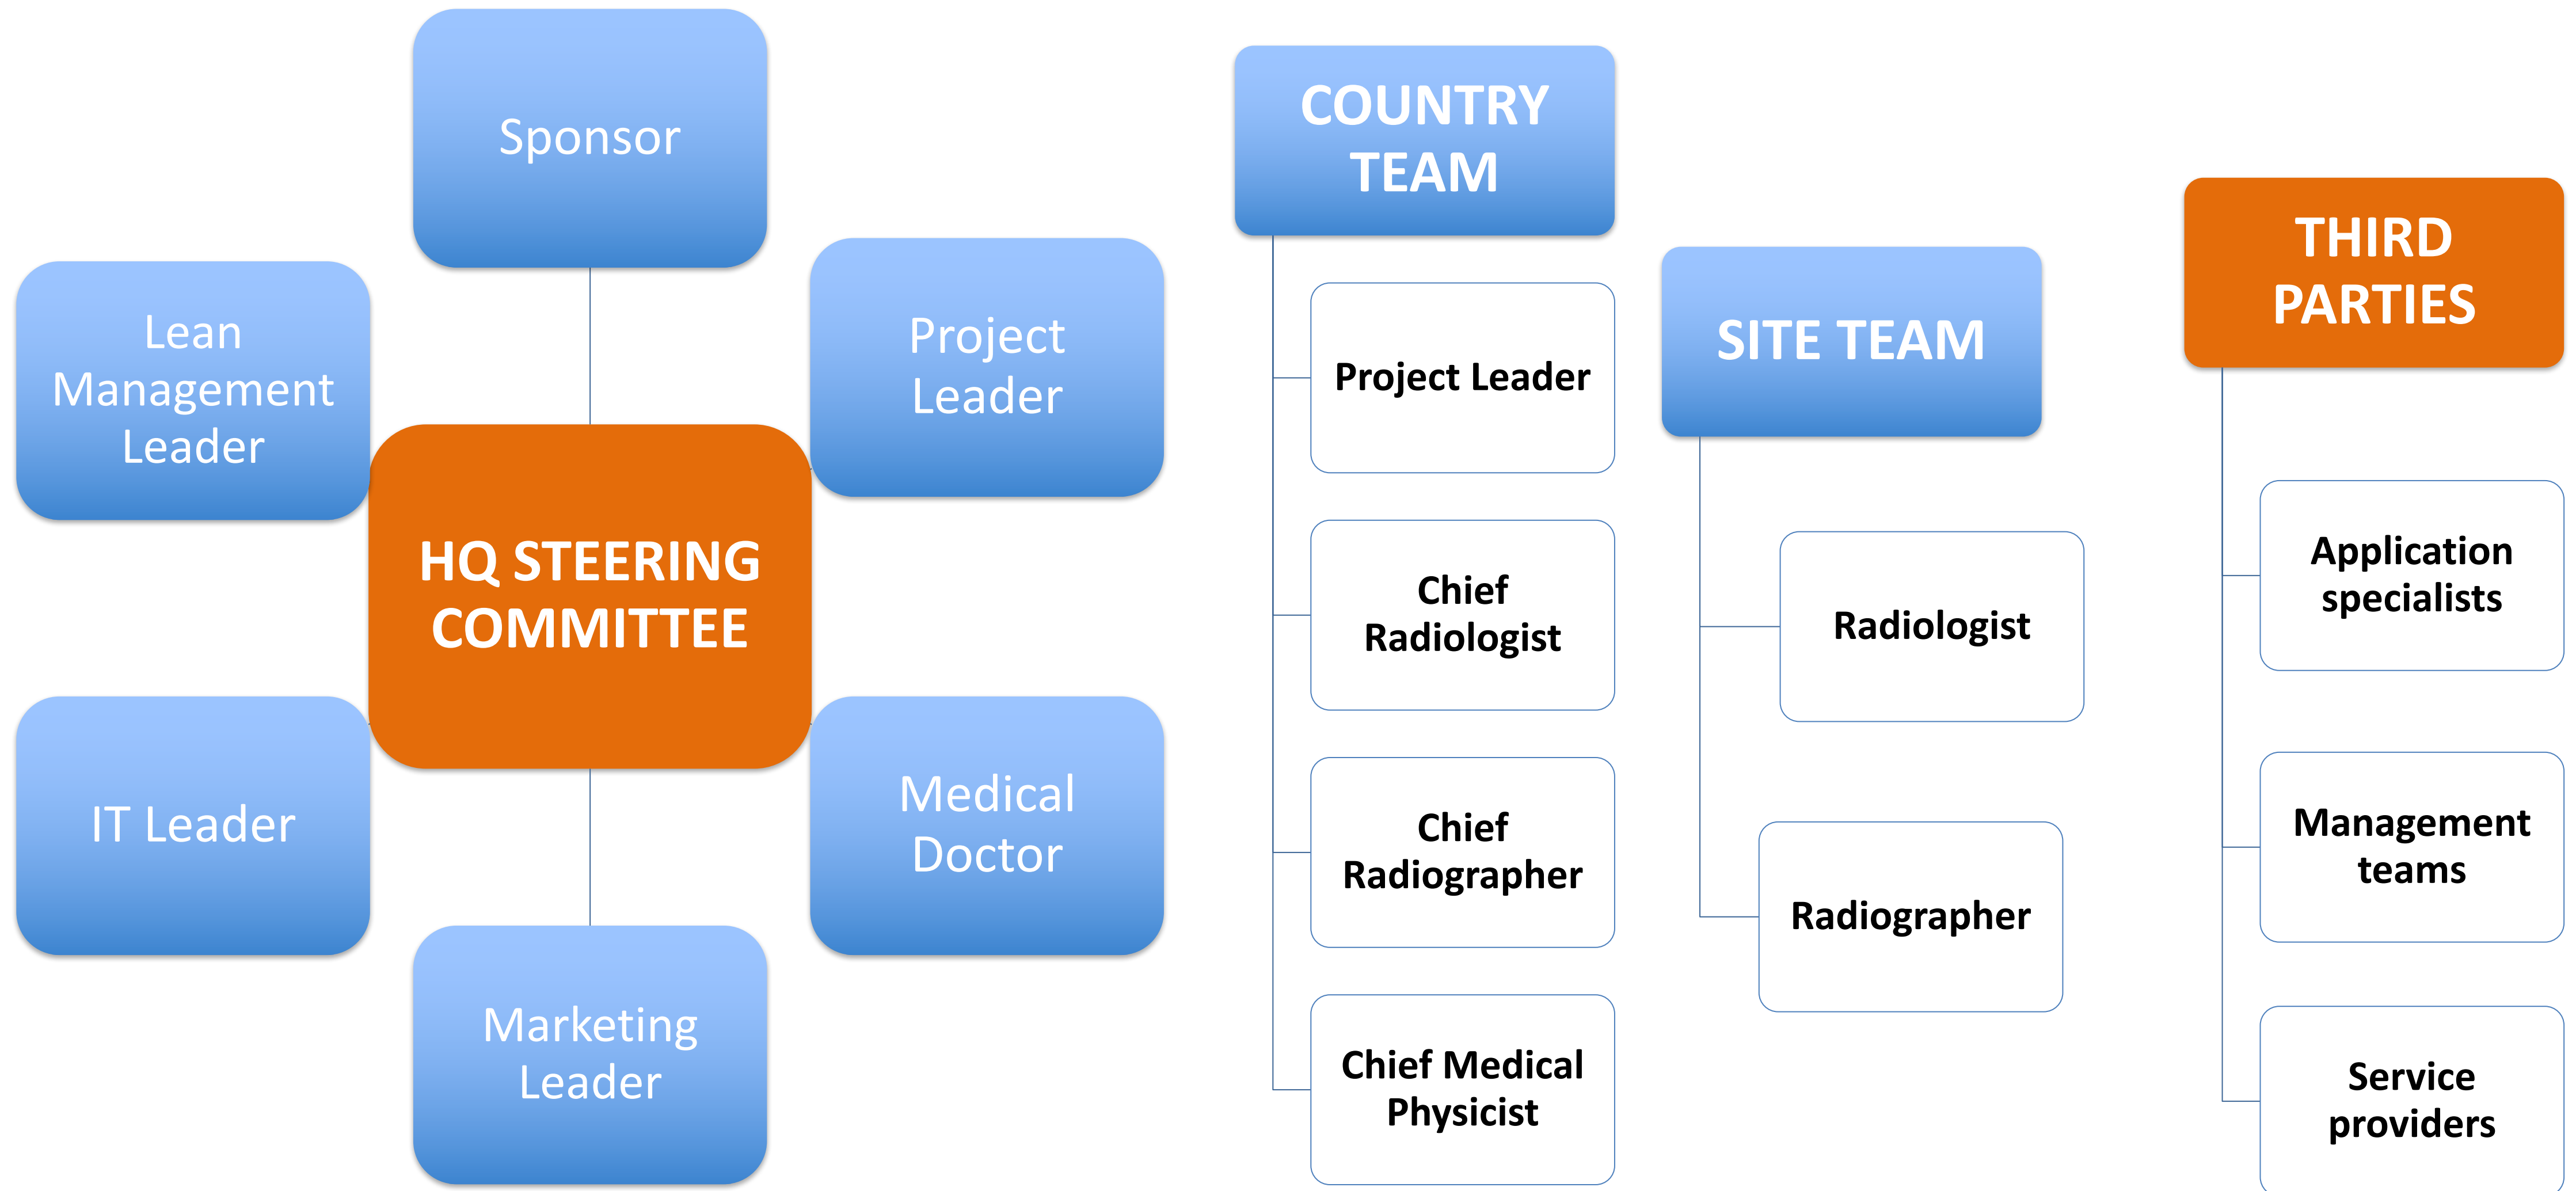 Sponsor
Project
Leader
Medical
Doctor
Marketing
Leader
IT Leader
Lean
Management
Leader
HQ STEERING
COMMITTEE
COUNTRY
TEAM
Project Leader
Chief
Radiologist
Chief
Radiographer
Chief Medical
Physicist
SITE TEAM
Radiologist
Radiographer
THIRD
PARTIES
Application
specialists
Management
teams
Service
providers